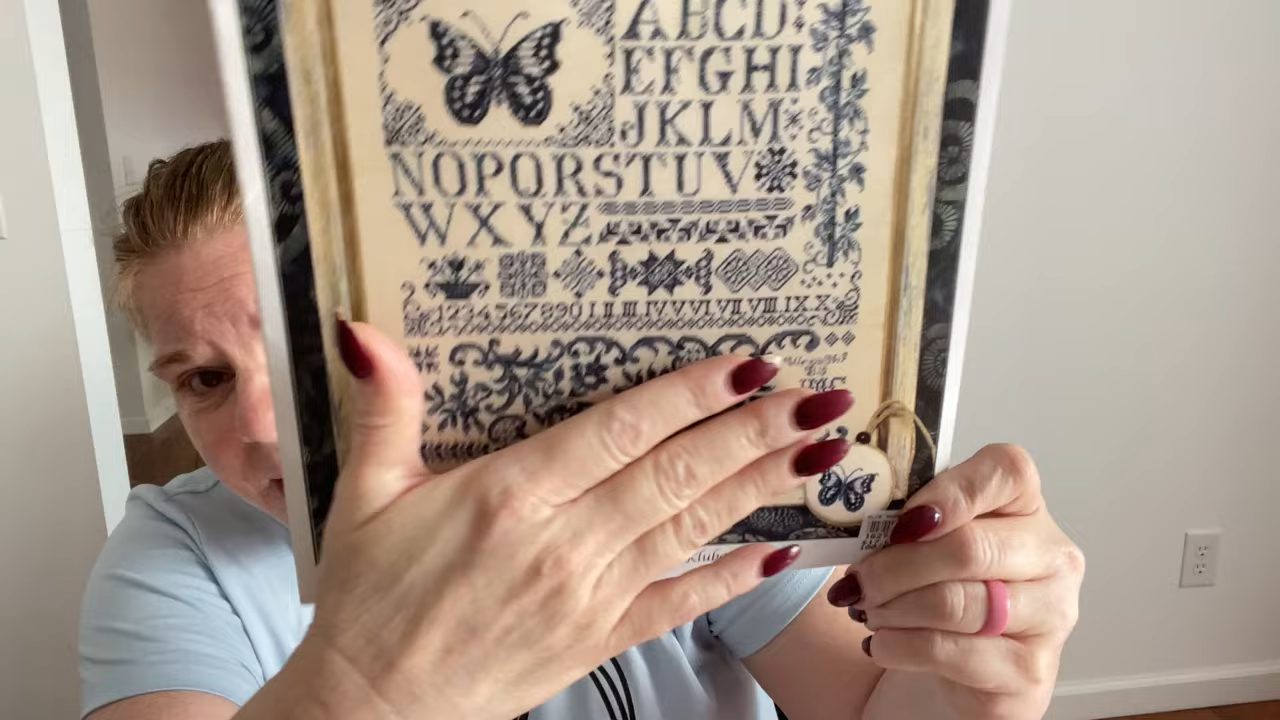 ABCD
EFGHI
JKLM
NOPQRSTUV
WXYZ
1234567890 I II III IV V VI VII VIII IX X